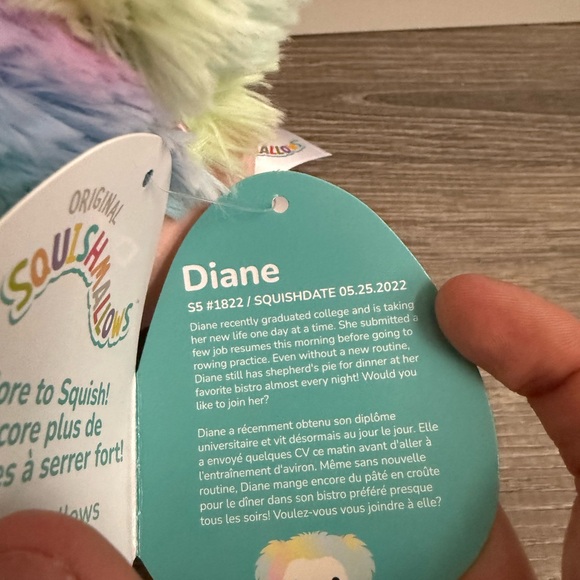 ALLOWS
ORIGINAL
SQUISHMALLOWS
ore to Squish!
core plus de
es à serrer fort!
llows
Diane
S5 #1822 / SQUISHDATE 05.25.2022
Diane recently graduated college and is taking
her new life one day at a time. She submitted a
few job resumes this morning before going to
rowing practice. Even without a new routine,
Diane still has shepherd's pie for dinner at her
favorite bistro almost every night! Would you
like to join her?
Diane a récemment obtenu son diplôme
universitaire et vit désormais au jour le jour. Elle
a envoyé quelques CV ce matin avant d'aller à
l'entraînement d'aviron. Même sans nouvelle
routine, Diane mange encore du pâté en croûte
pour le dîner dans son bistro préféré presque
tous les soirs! Voulez-vous vous joindre à elle?